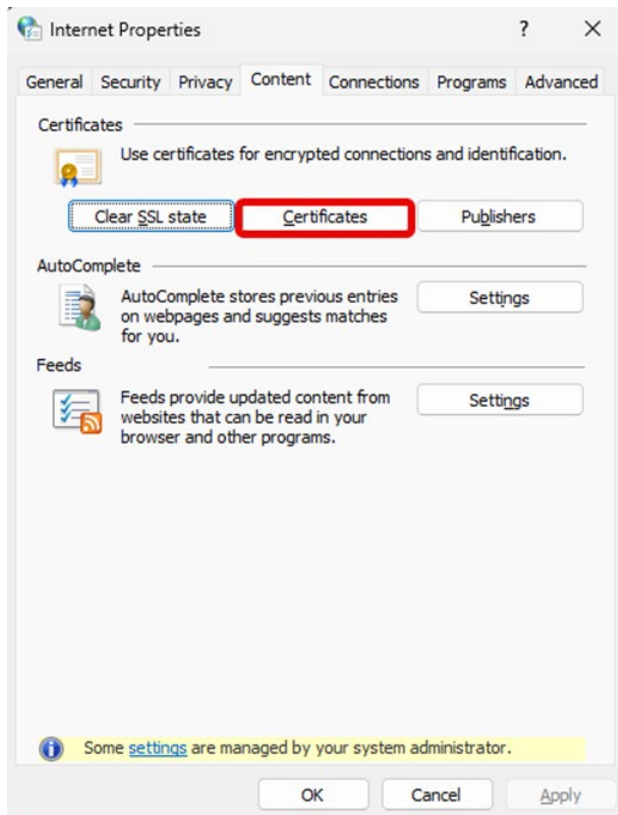 Internet Properties
?
General Security Privacy Content Connections Programs Advanced
Certificates
Use certificates for encrypted connections and identification.
Clear SSL state Certificates Publishers
AutoComplete
AutoComplete stores previous entries
on webpages and suggests matches
for you.
Settings
Feeds
Feeds provide updated content from
websites that can be read in your
browser and other programs.
Settings
Some settings are managed by your system administrator.
OK Cancel Apply